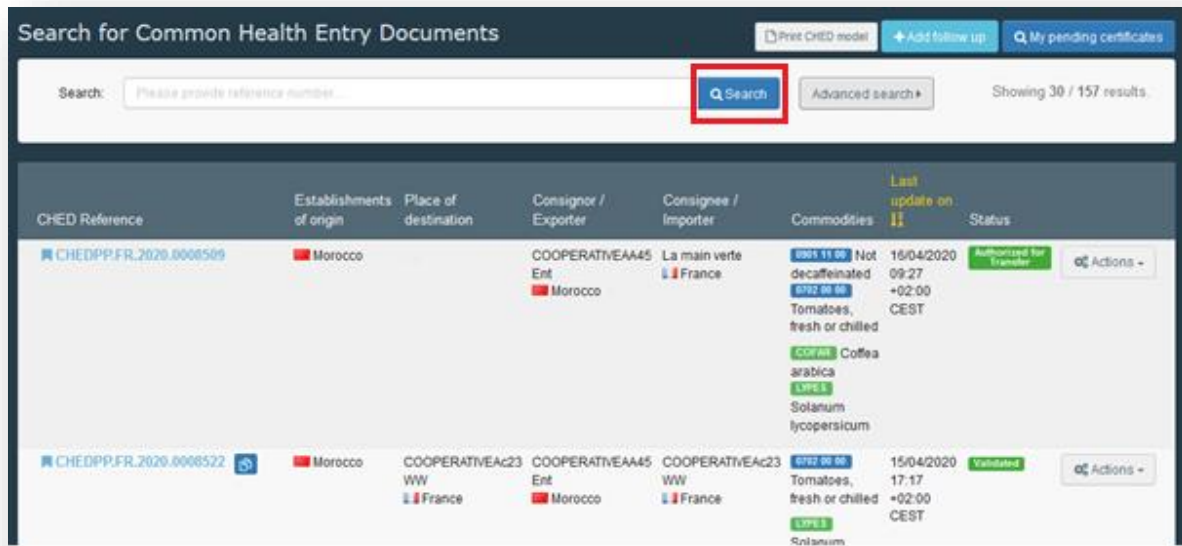 Search for Common Health Entry Documents
Print CHED model
Add follow up
My pending certificates
Search:
Please provide reference number...
Search
Advanced search
Showing 30 / 157 results.
CHED Reference
Establishments of origin
Place of destination
Consignor / Exporter
Consignee / Importer
Commodities
Last update on
Status
CHEDPP.FR.2020.0008509
Morocco
COOPERATIVEAA45
Ent
Morocco
La main verte
France
0901 11 00 Not
decaffeinated
0702 00 00
Tomatoes,
fresh or chilled
COFAR Coffea
arabica
LYPES
Solanum
lycopersicum
16/04/2020
09:27
+02:00
CEST
Authorized for
Transfer
Actions
CHEDPP.FR.2020.0008522
Morocco
COOPERATIVEAc23
WW
France
COOPERATIVEAA45
Ent
Morocco
COOPERATIVEAc23
WW
France
0702 00 00
Tomatoes,
fresh or chilled
LYPES
Solanum
15/04/2020
17:17
+02:00
CEST
Validated
Actions